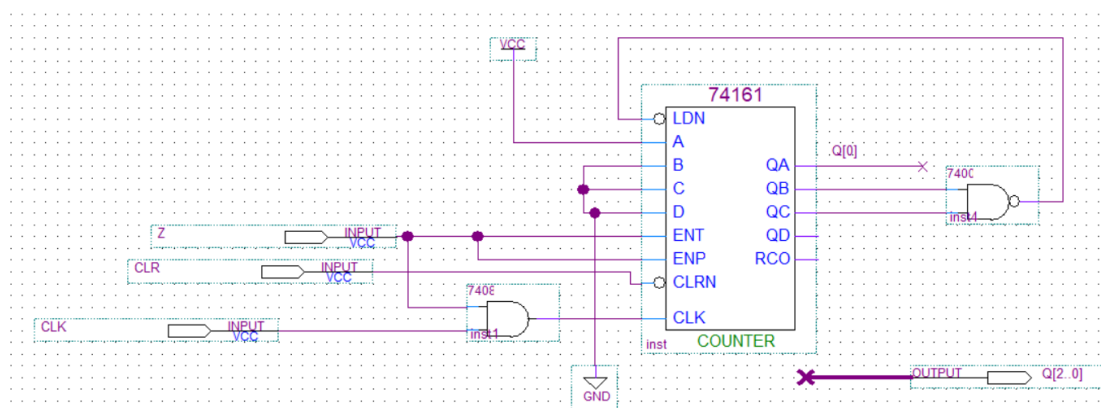 VCC
74161
LDN
A
B
C
D
ENT
ENP
CLRN
CLK
QA
QB
QC
QD
RCO
inst
COUNTER
Q[0]
7400
inst4
Z
INPUT
VCC
CLR
INPUT
VCC
7408
inst1
CLK
INPUT
VCC
GND
OUTPUT
Q[2..0]